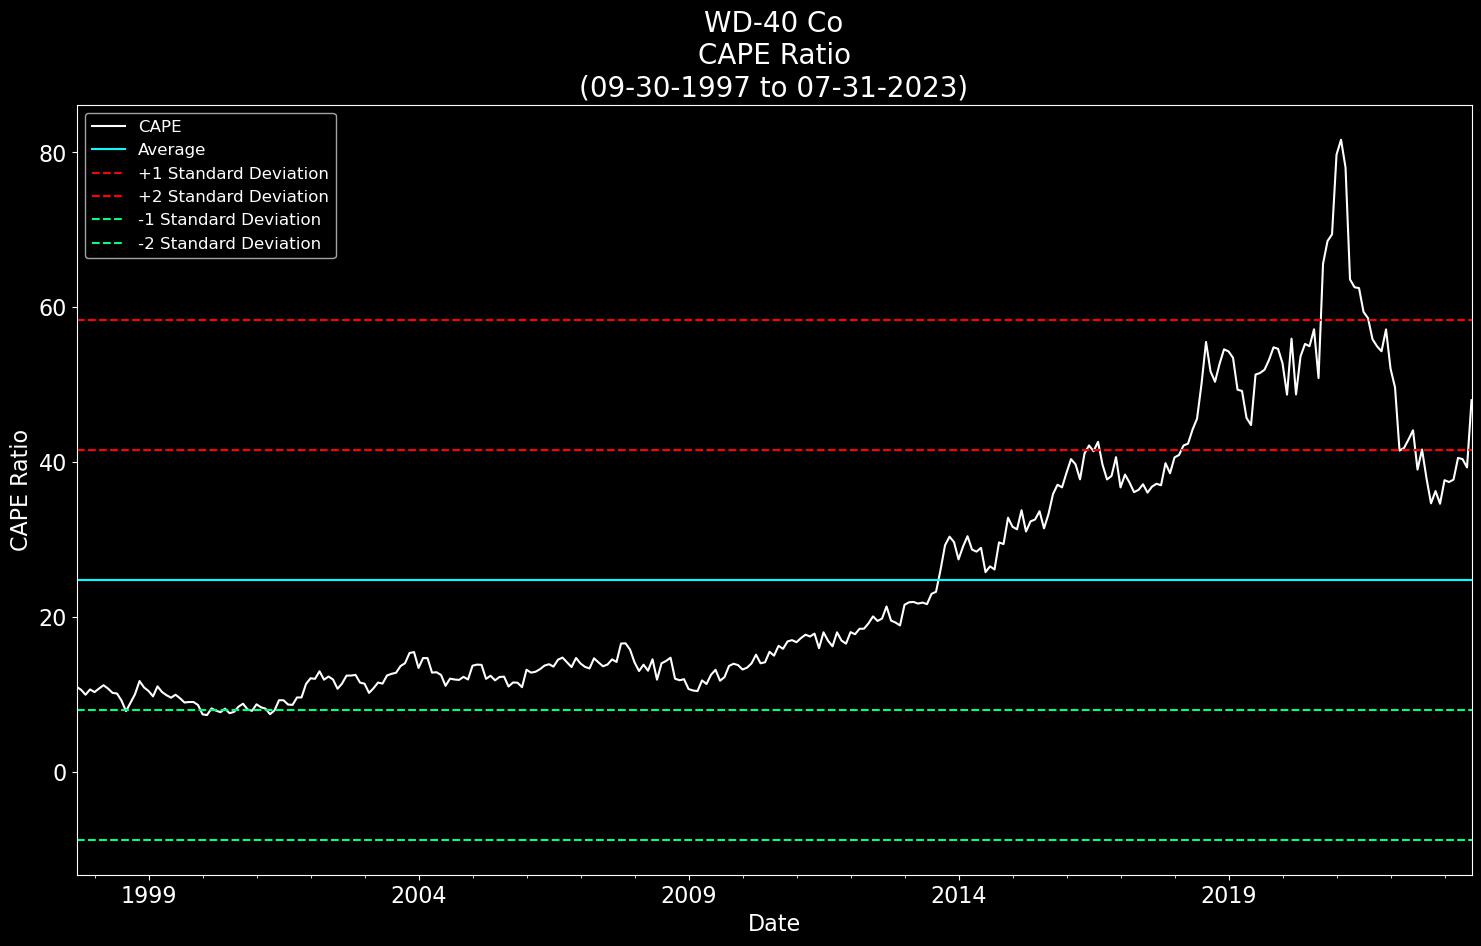 WD-40 Co
CAPE Ratio
(09-30-1997 to 07-31-2023)
CAPE
Average
+1 Standard Deviation
+2 Standard Deviation
-1 Standard Deviation
-2 Standard Deviation
80
60
40
20
0
CAPE Ratio
1999 2004 2009 2014 2019
Date